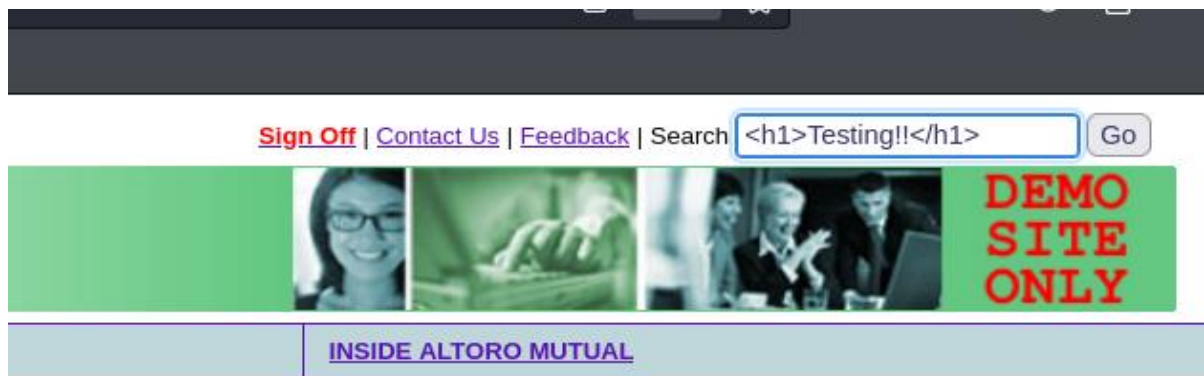 Sign Off | Contact Us | Feedback | Search <h1>Testing!!</h1> Go
DEMO
SITE
ONLY
INSIDE ALTORO MUTUAL